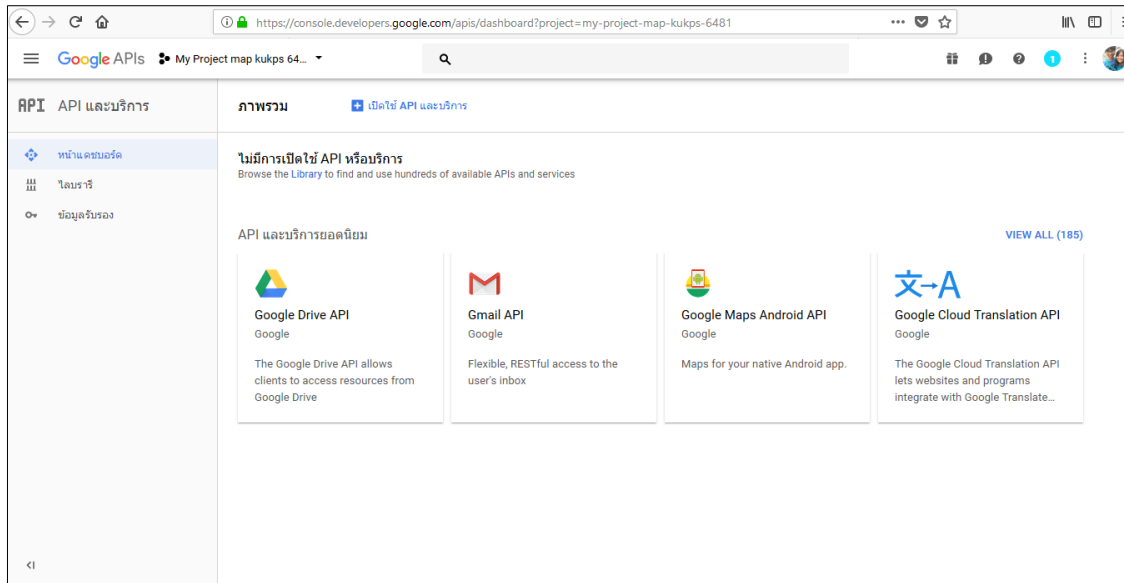 https://console.developers.google.com/apis/dashboard?project=my-project-map-kukps-6481
Google APIs
My Project map kukps 64...
1
API
API และบริการ
ภาพรวม
เปิดใช้ API และบริการ
หน้าแดชบอร์ด
ไลบรารี
ข้อมูลรับรอง
ไม่มีการเปิดใช้ API หรือบริการ
Browse the Library to find and use hundreds of available APIs and services
API และบริการยอดนิยม
VIEW ALL (185)
Google Drive API
Google
The Google Drive API allows
clients to access resources from
Google Drive
Gmail API
Google
Flexible, RESTful access to the
user's inbox
Google Maps Android API
Google
Maps for your native Android app.
文→A
Google Cloud Translation API
Google
The Google Cloud Translation API
lets websites and programs
integrate with Google Translate...